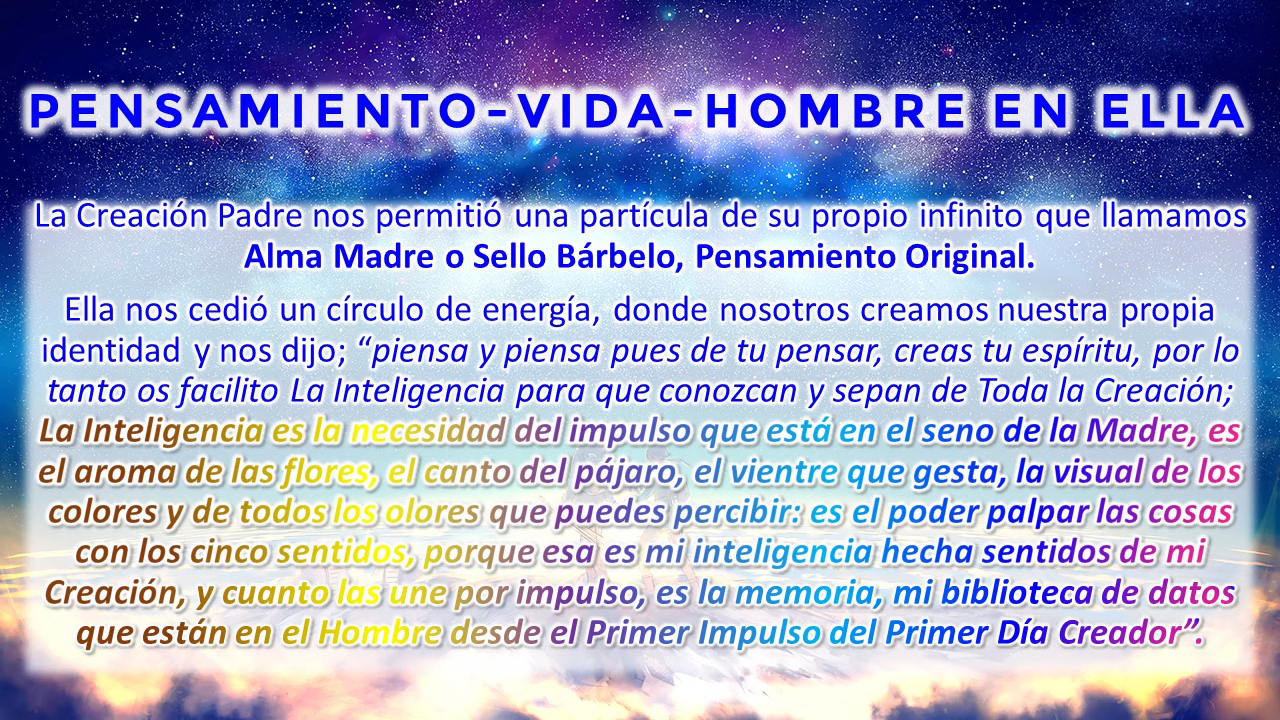 PENSAMIENTO-VIDA-HOMBRE EN ELLA
La Creación Padre nos permitió una partícula de su propio infinito que llamamos
Alma Madre o Sello Bárbelo, Pensamiento Original.
Ella nos cedió un círculo de energía, donde nosotros creamos nuestra propia
identidad y nos dijo; “piensa y piensa pues de tu pensar, creas tu espíritu, por lo
tanto os facilito La Inteligencia para que conozcan y sepan de Toda la Creación;
La Inteligencia es la necesidad del impulso que está en el seno de la Madre, es
el aroma de las flores, el canto del pájaro, el vientre que gesta, la visual de los
colores y de todos los olores que puedes percibir: es el poder palpar las cosas
con los cinco sentidos, porque esa es mi inteligencia hecha sentidos de mi
Creación, y cuanto las une por impulso, es la memoria, mi biblioteca de datos
que están en el Hombre desde el Primer Impulso del Primer Día Creador”.